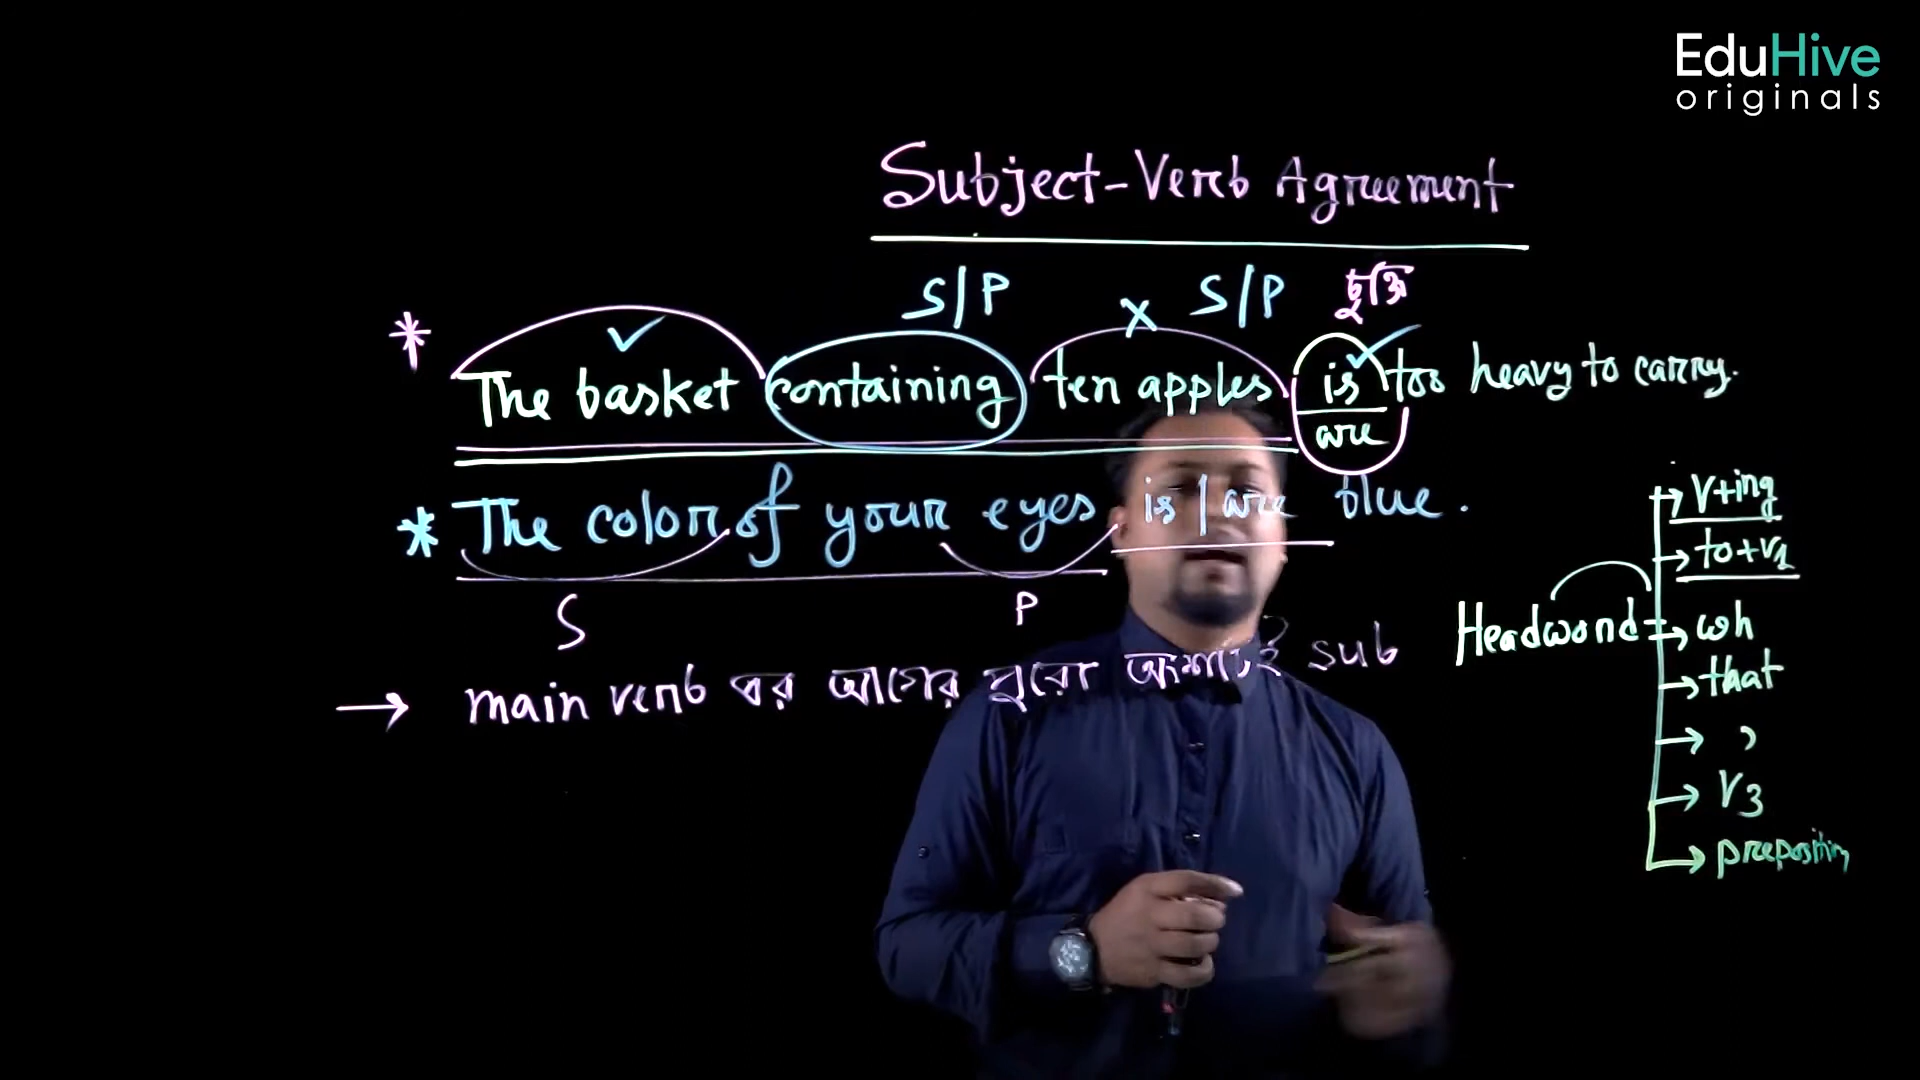 EduHive
originals
Subject-Verb Agreement
S/P x S/P
* The basket containing ten apples is too heavy to carry.
are
* The color of your eyes is / are blue.
S P
→ main verb এর আগের পুরো অংশটাই sub
Headword
→ V+ing
→ to+V1
→ wh
→ that
→ ,
→ V3
→ preposition